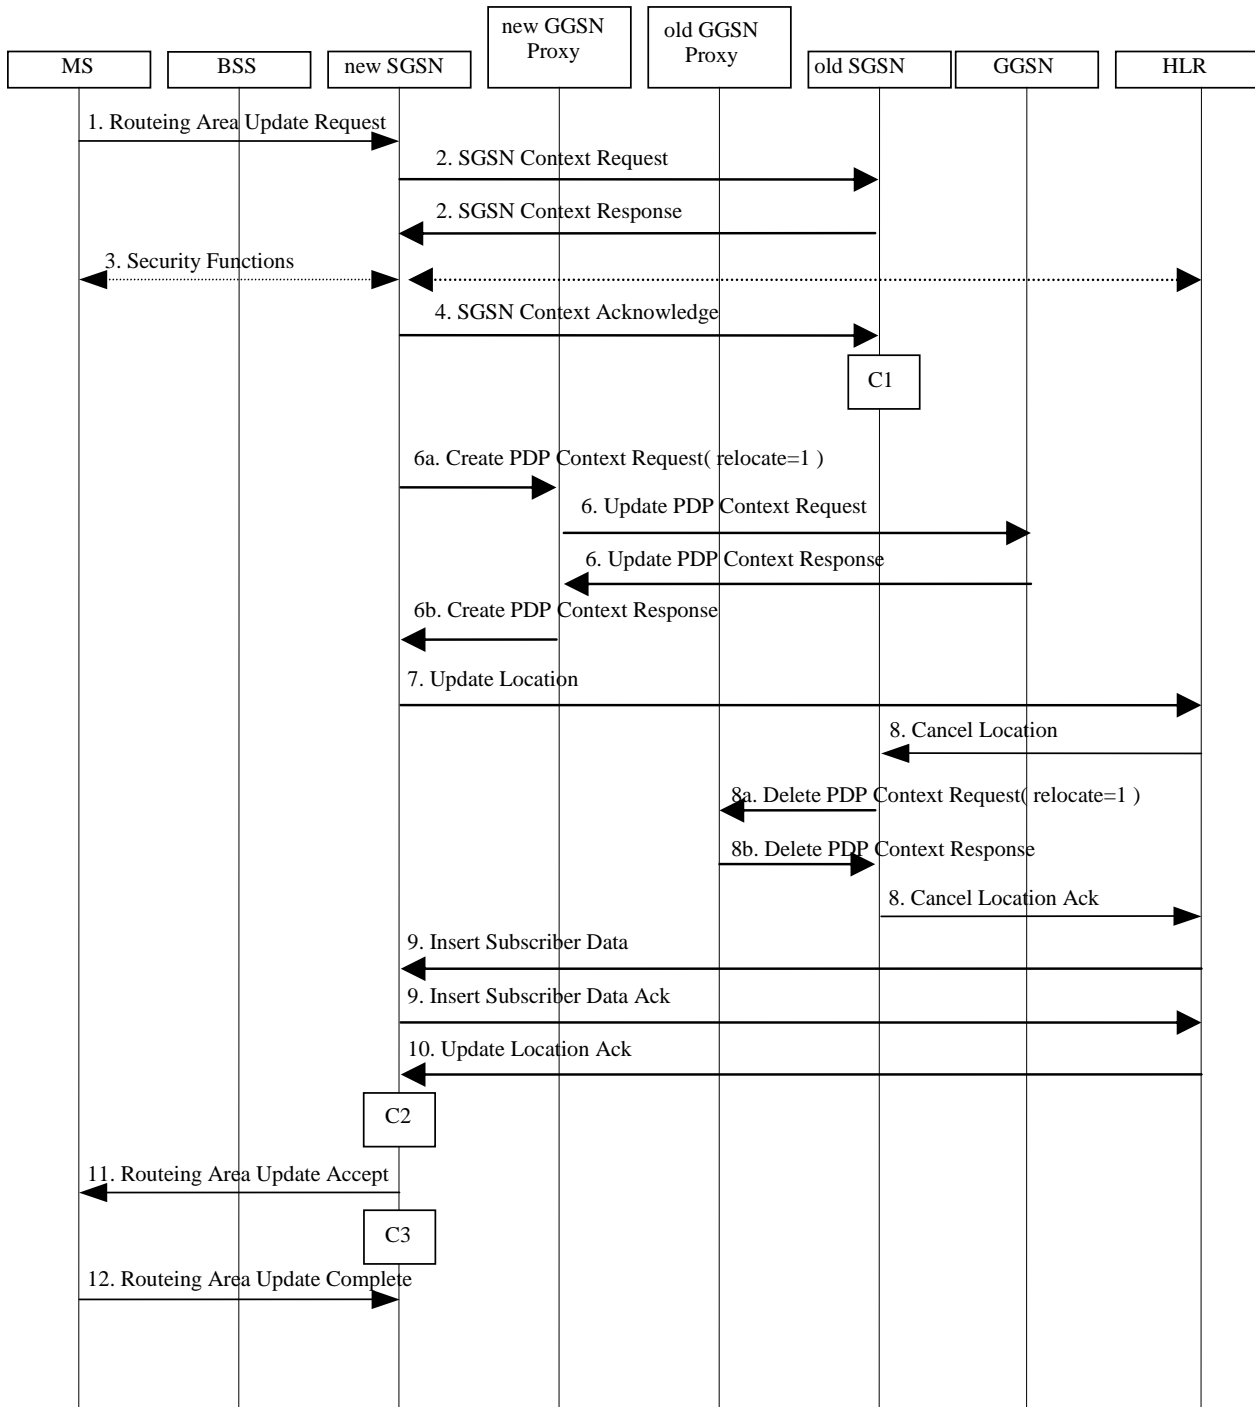 new GGSN
Proxy
old GGSN
Proxy
MS
BSS
new SGSN
old SGSN
GGSN
HLR
1. Routeing Area Update Request
2. SGSN Context Request
2. SGSN Context Response
3. Security Functions
4. SGSN Context Acknowledge
C1
6a. Create PDP Context Request( relocate=1 )
6. Update PDP Context Request
6. Update PDP Context Response
6b. Create PDP Context Response
7. Update Location
8. Cancel Location
8a. Delete PDP Context Request( relocate=1 )
8b. Delete PDP Context Response
8. Cancel Location Ack
9. Insert Subscriber Data
9. Insert Subscriber Data Ack
10. Update Location Ack
C2
11. Routeing Area Update Accept
C3
12. Routeing Area Update Complete